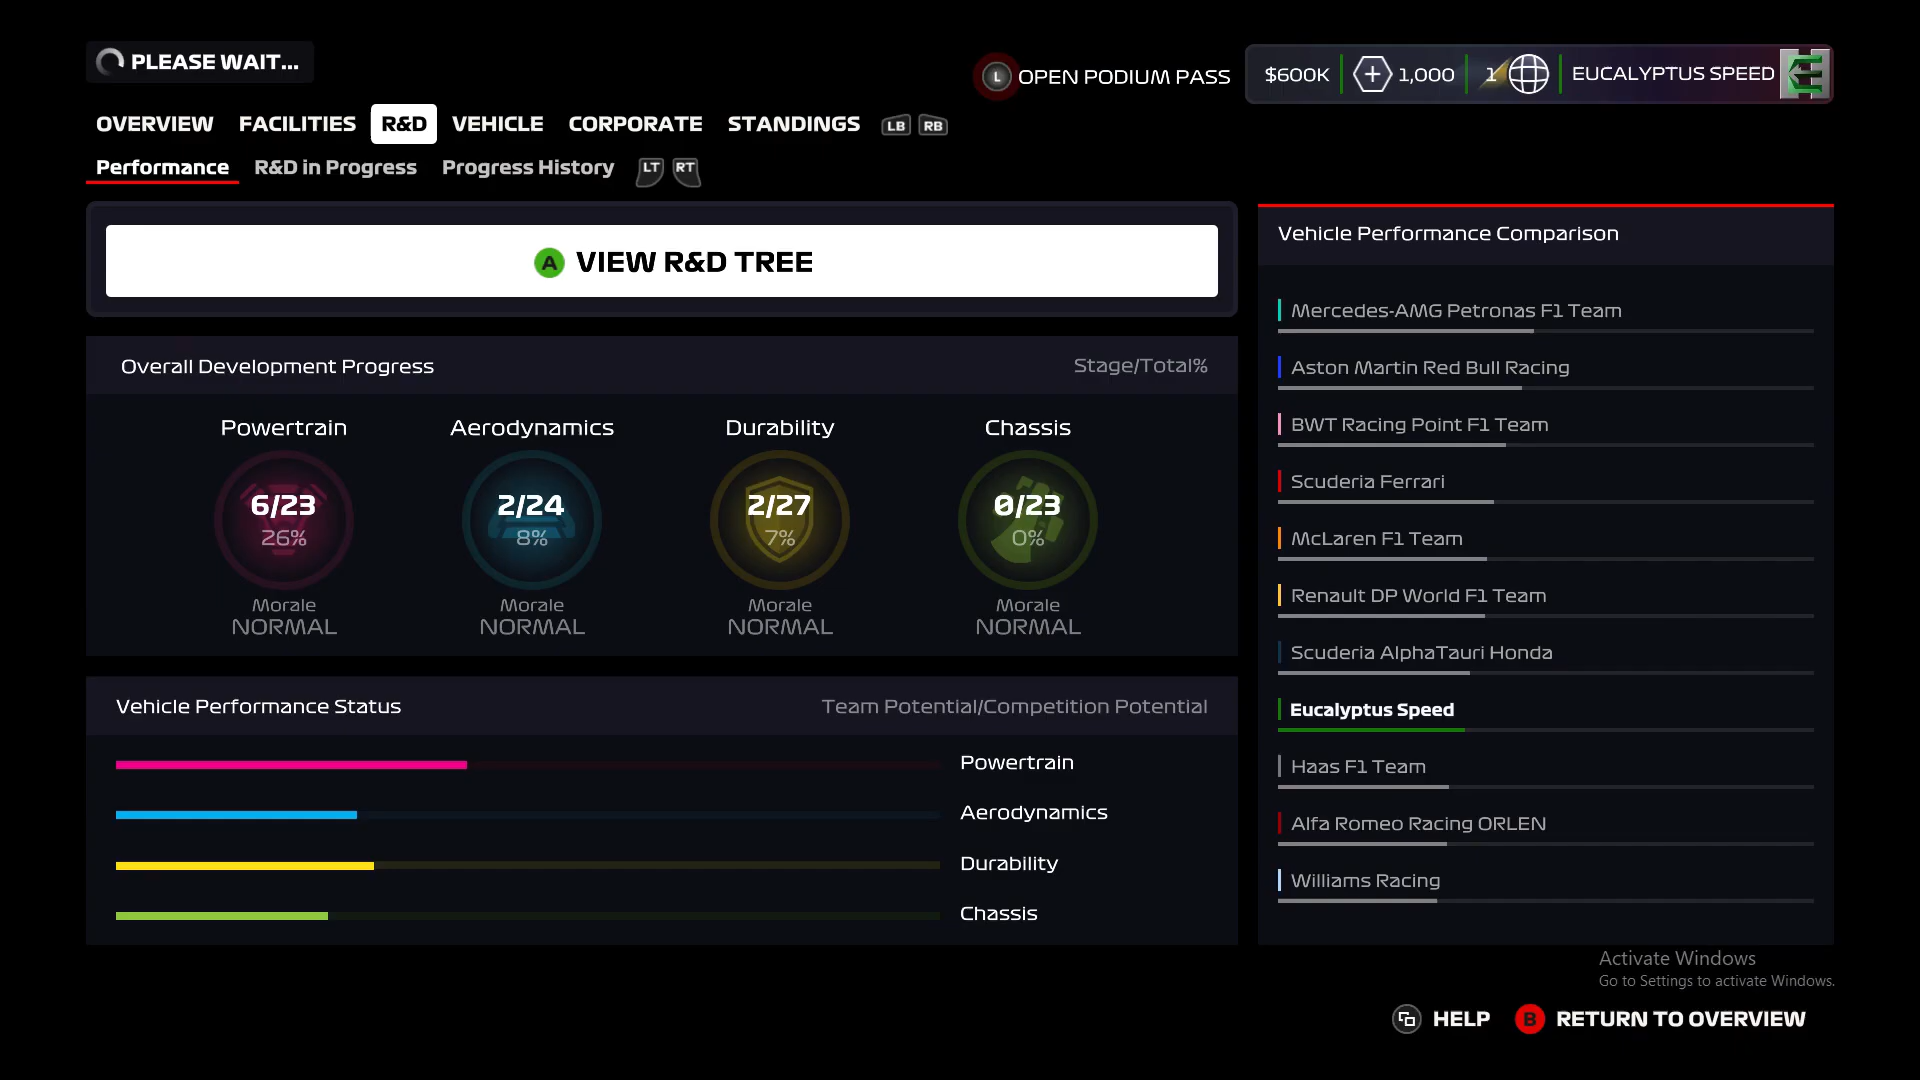 PLEASE WAIT...
L OPEN PODIUM PASS
$600K 1,000 1 EUCALYPTUS SPEED
OVERVIEW FACILITIES R&D VEHICLE CORPORATE STANDINGS LB RB
Performance R&D in Progress Progress History LT RT
A VIEW R&D TREE
Overall Development Progress Stage/Total%
Powertrain Aerodynamics Durability Chassis
6/23 2/24 2/27 0/23
26% 8% 7% 0%
Morale Morale Morale Morale
NORMAL NORMAL NORMAL NORMAL
Vehicle Performance Status Team Potential/Competition Potential
Powertrain
Aerodynamics
Durability
Chassis
Vehicle Performance Comparison
Mercedes-AMG Petronas F1 Team
Aston Martin Red Bull Racing
BWT Racing Point F1 Team
Scuderia Ferrari
McLaren F1 Team
Renault DP World F1 Team
Scuderia AlphaTauri Honda
Eucalyptus Speed
Haas F1 Team
Alfa Romeo Racing ORLEN
Williams Racing
Activate Windows
Go to Settings to activate Windows.
HELP B RETURN TO OVERVIEW